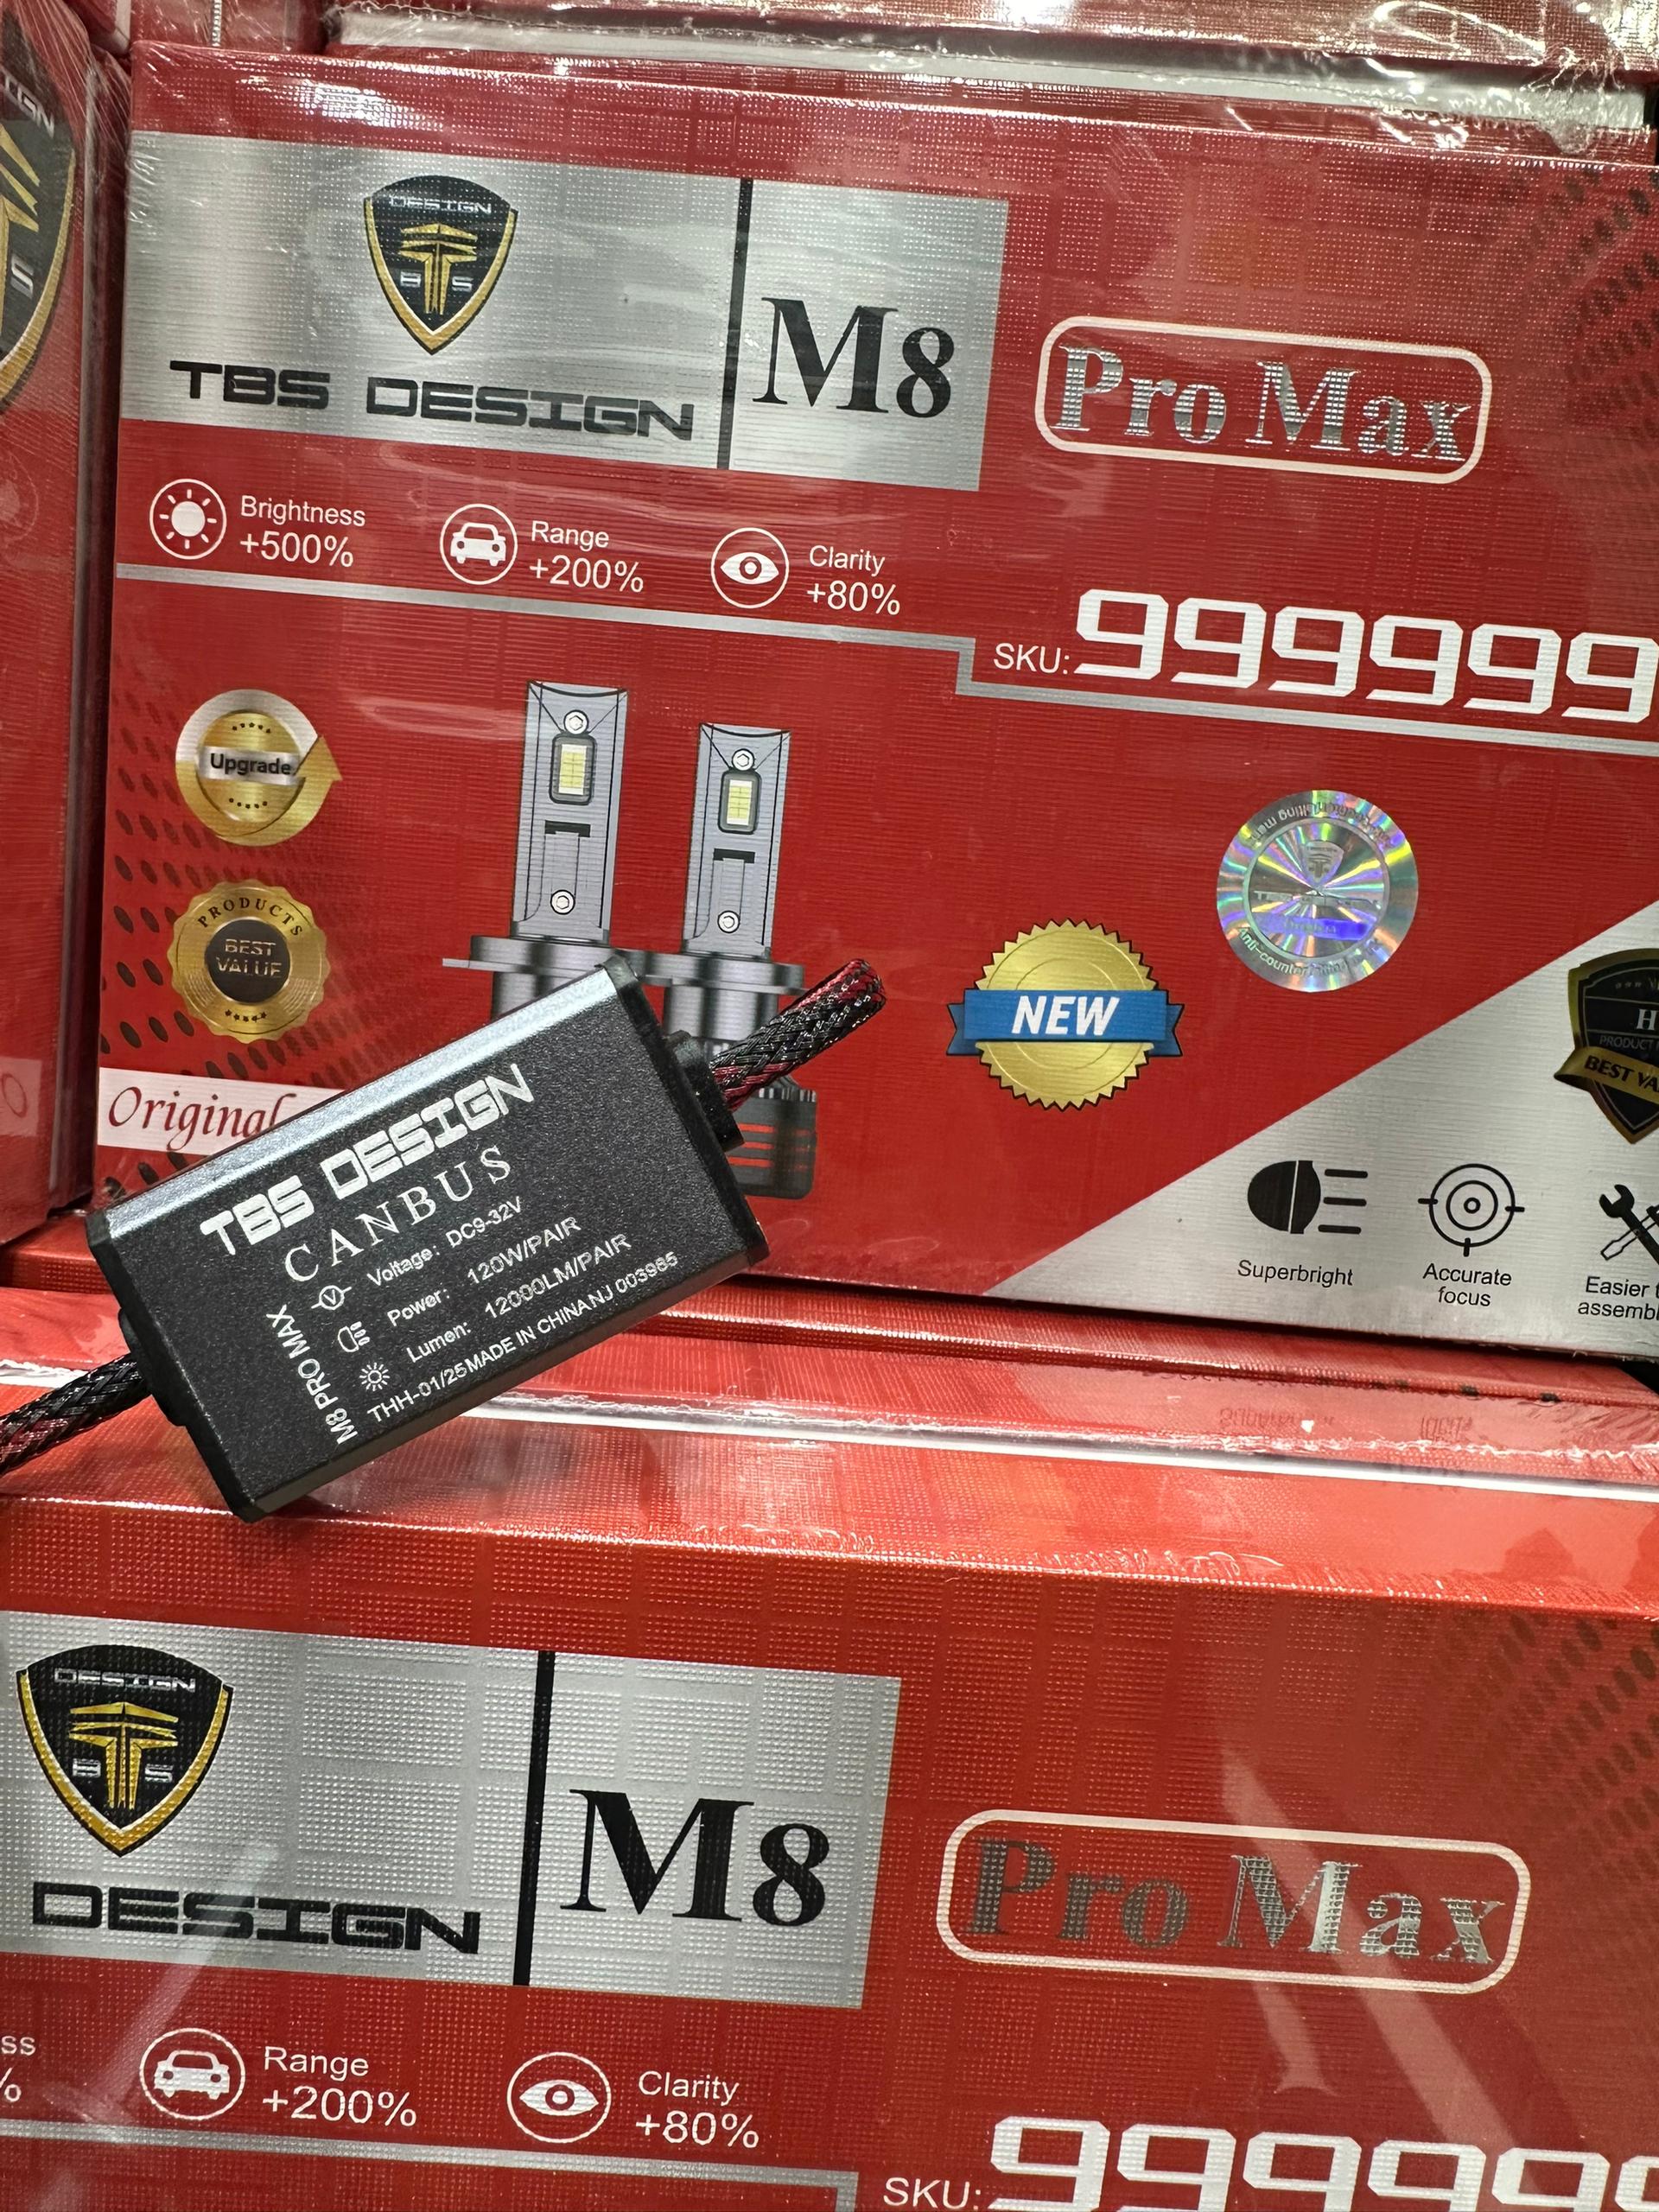 DESIGN
B S
TBS DESIGN
M8
Pro Max
Brightness
+500%
Range
+200%
Clarity
+80%
SKU: 999999
Upgrade
PRODUCTS
BEST
VALUE
NEW
Original
BEST
Superbright
Accurate
focus
Easier
TBS DESIGN
CANBUS
Voltage: DC9-32V
Power: 120W/PAIR
Lumen: 12000LM/PAIR
THH-01/25 MADE IN CHINA NJ 003985
M8 PRO MAX
DESIGN
B S
DESIGN
M8
Pro Max
Range
+200%
Clarity
+80%
SKU: 99999